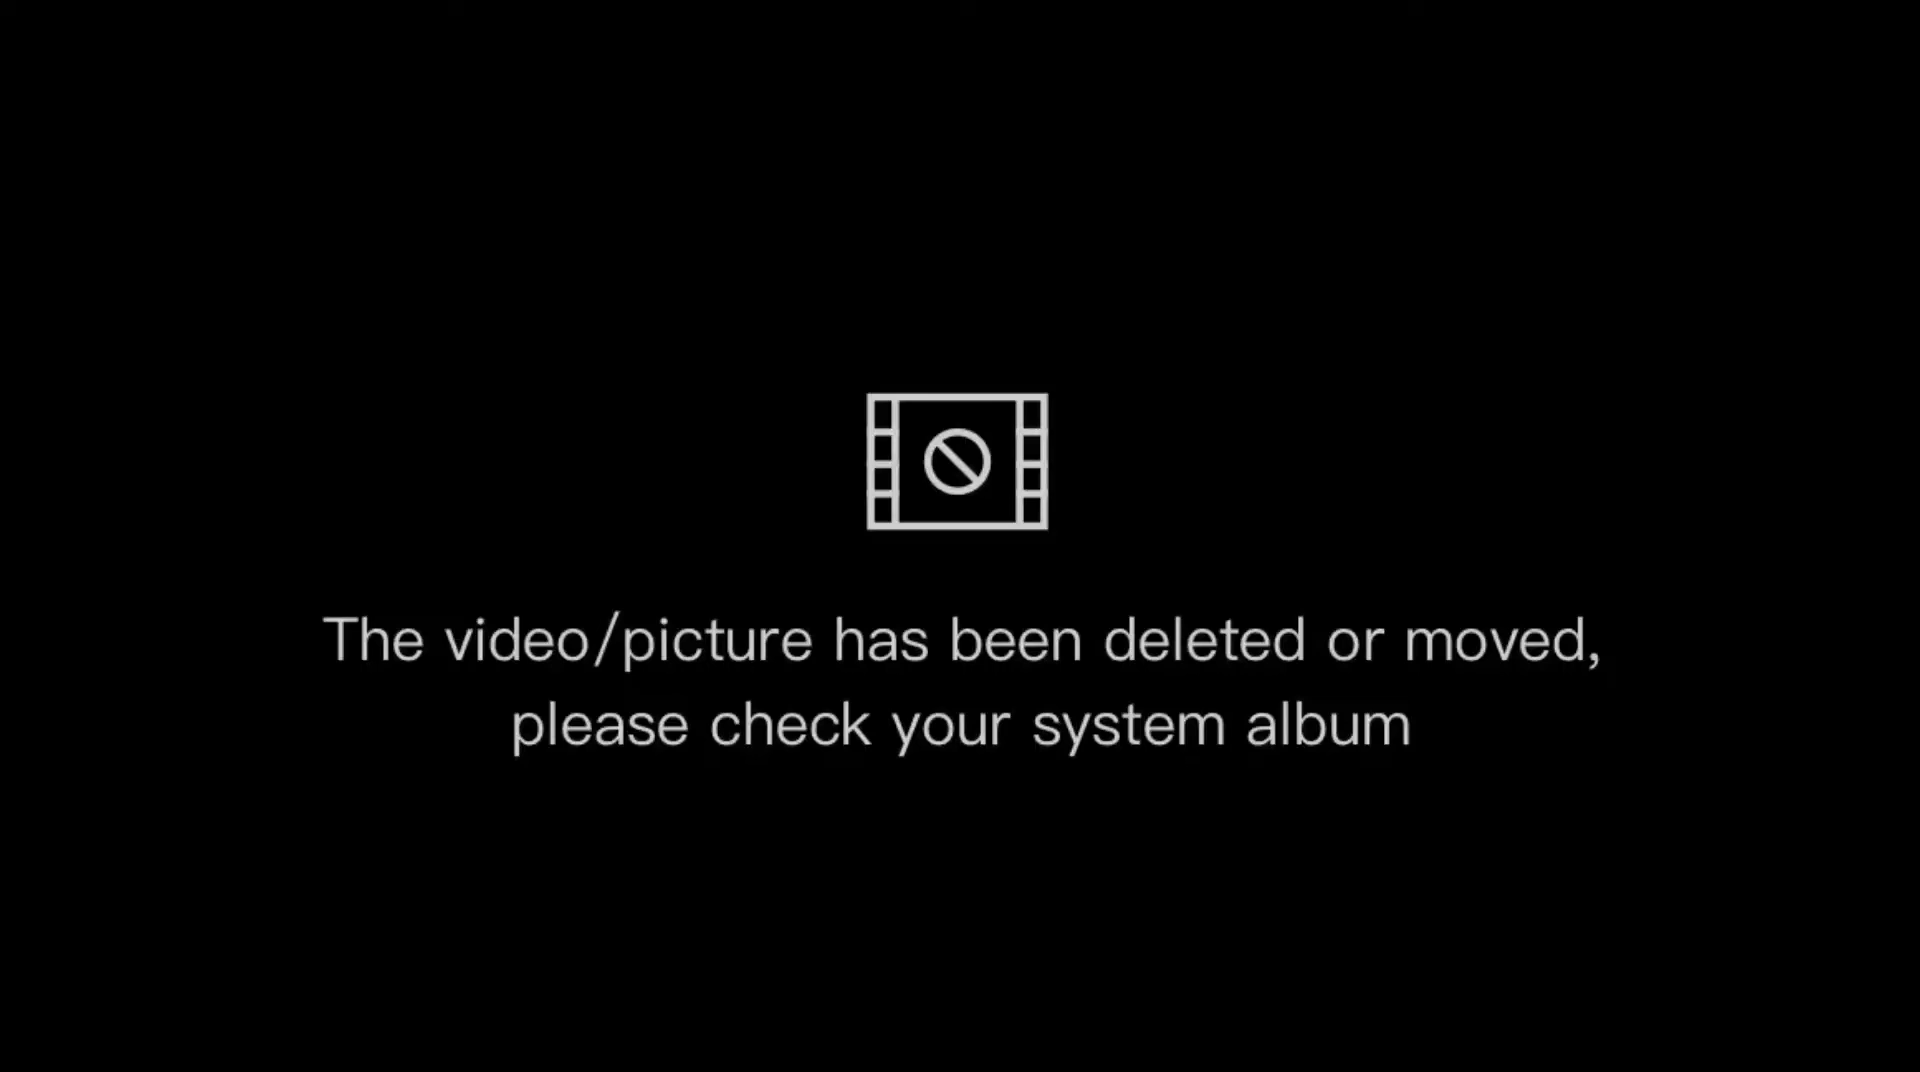 The video/picture has been deleted or moved,
please check your system album